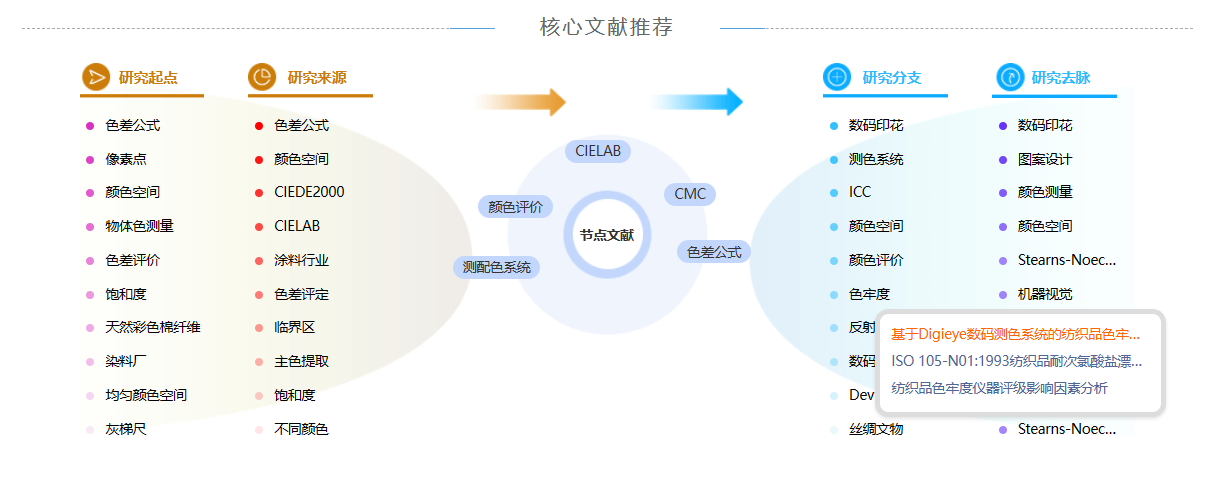 核心文献推荐
研究起点
色差公式
像素点
颜色空间
物体色测量
色差评价
饱和度
天然彩色棉纤维
染料厂
均匀颜色空间
灰梯尺
研究来源
色差公式
颜色空间
CIEDE2000
CIELAB
涂料行业
色差评定
临界区
主色提取
饱和度
不同颜色
CIELAB
CMC
颜色评价
节点文献
色差公式
测配色系统
研究分支
数码印花
测色系统
ICC
颜色空间
颜色评价
色牢度
反射
数码
Dev
丝绸文物
研究去脉
数码印花
图案设计
颜色测量
颜色空间
Stearns-Noec...
机器视觉
基于Digieye数码测色系统的纺织品色牢...
ISO 105-N01:1993纺织品耐次氯酸盐漂...
纺织品色牢度仪器评级影响因素分析
Stearns-Noec...